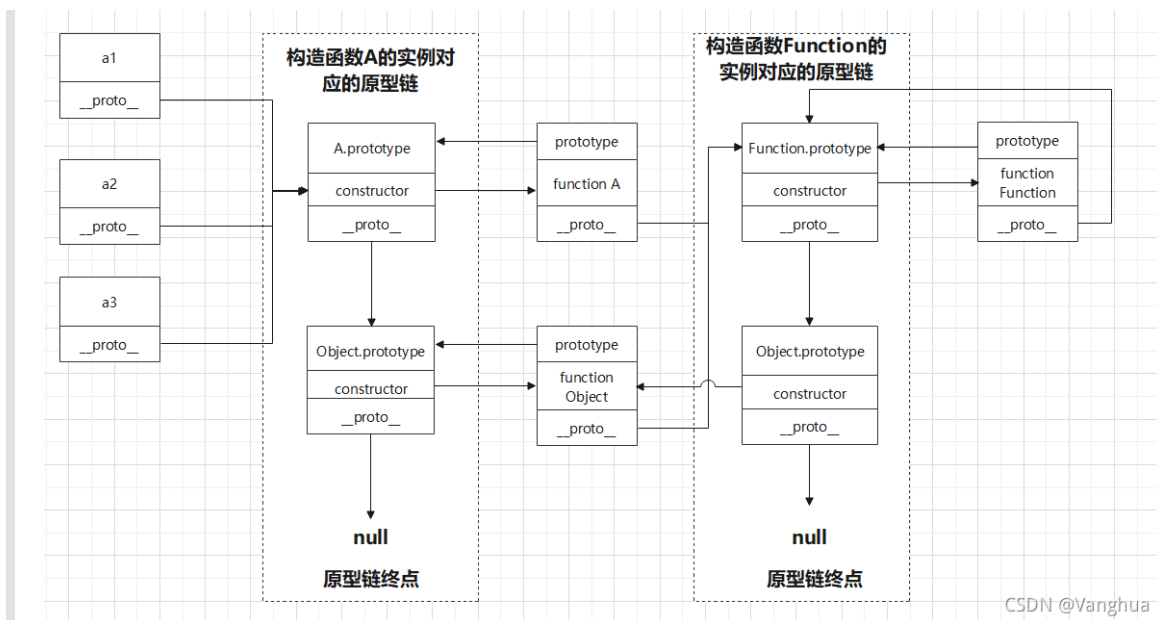 a1
__proto__
a2
__proto__
a3
__proto__
构造函数A的实例对
应的原型链
A.prototype
constructor
__proto__
Object.prototype
constructor
__proto__
null
原型链终点
prototype
function A
__proto__
prototype
function
Object
__proto__
构造函数Function的
实例对应的原型链
Function.prototype
constructor
__proto__
Object.prototype
constructor
__proto__
null
原型链终点
prototype
function
Function
__proto__
CSDN @Vanghua